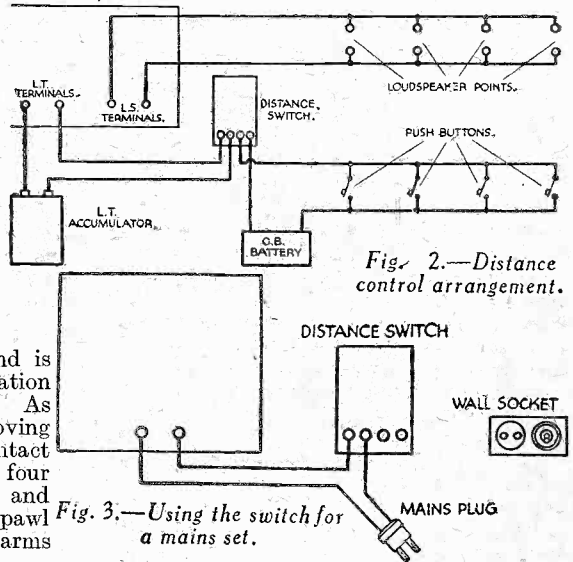 L.T.
TERMINALS.
L.S.
TERMINALS.
DISTANCE
SWITCH.
LOUDSPEAKER POINTS.
PUSH BUTTONS.
L.T.
ACCUMULATOR.
G.B.
BATTERY
Fig. 2.—Distance
control arrangement.
nd is
ation
As
oving
ntact
four
and
pawl
arms
DISTANCE SWITCH
WALL SOCKET
MAINS PLUG
Fig. 3.—Using the switch for
a mains set.